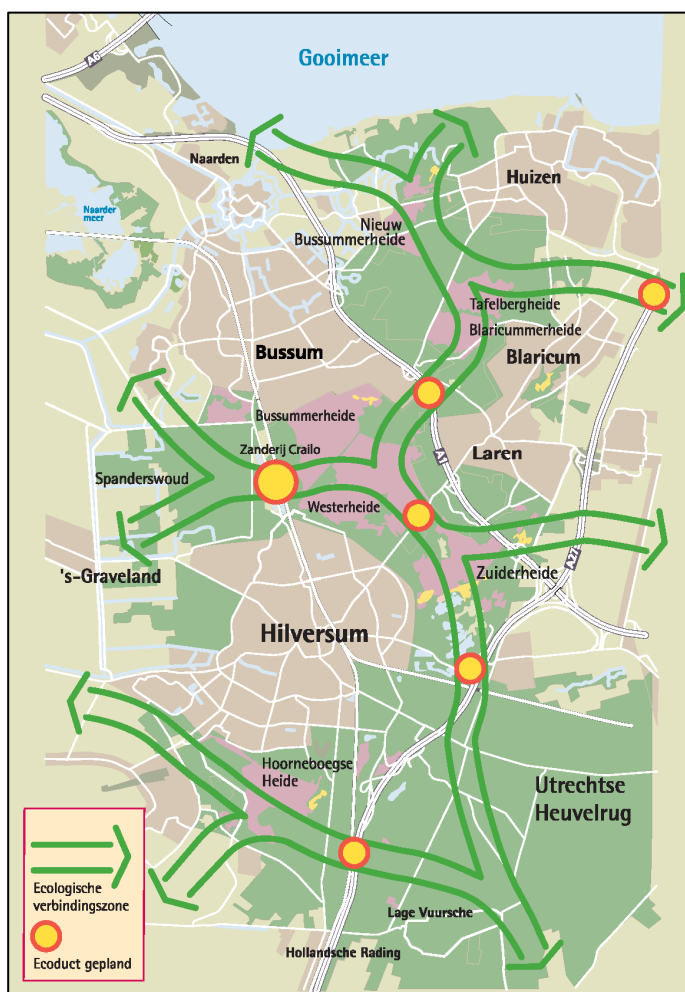 Gooimeer
A6
Naarden
Huizen
Naarder
meer
Nieuw
Bussummerheide
Tafelbergheide
Blaricummerheide
Bussum
Blaricum
Bussummerheide
Zanderij Crailo
Laren
A1
Spanderswoud
Westerheide
's-Graveland
Zuiderheide
A27
Hilversum
Hoorneboegse
Heide
Utrechtse
Heuvelrug
Ecologische
verbindingszone
Ecoduct gepland
Lage Vuursche
Hollandsche Rading